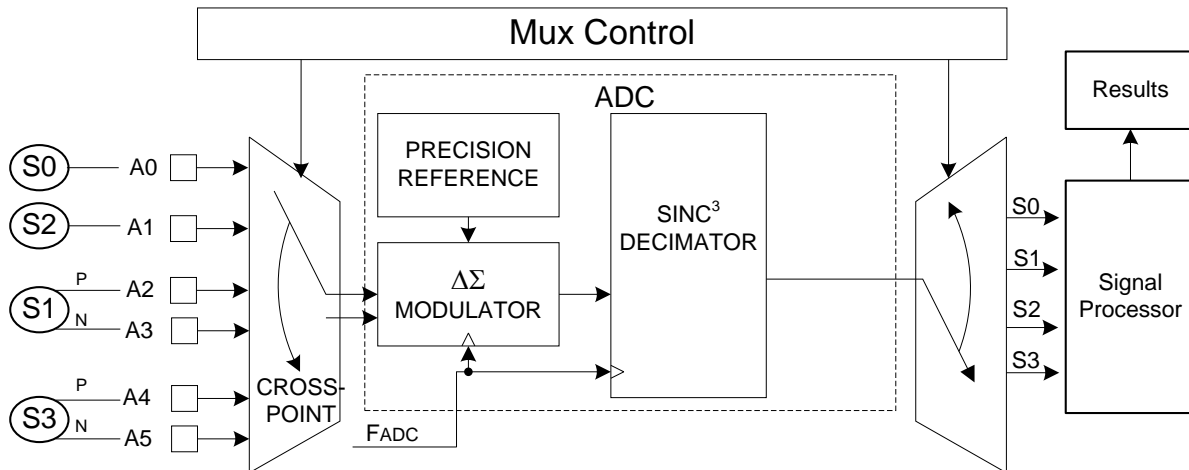 Mux Control
ADC
Results
PRECISION
REFERENCE
S0
A0
S2
A1
S1
P
A2
N
A3
S3
P
A4
N
A5
CROSS-
POINT
ΔΣ
MODULATOR
SINC³
DECIMATOR
FADC
S0
S1
S2
S3
Signal
Processor